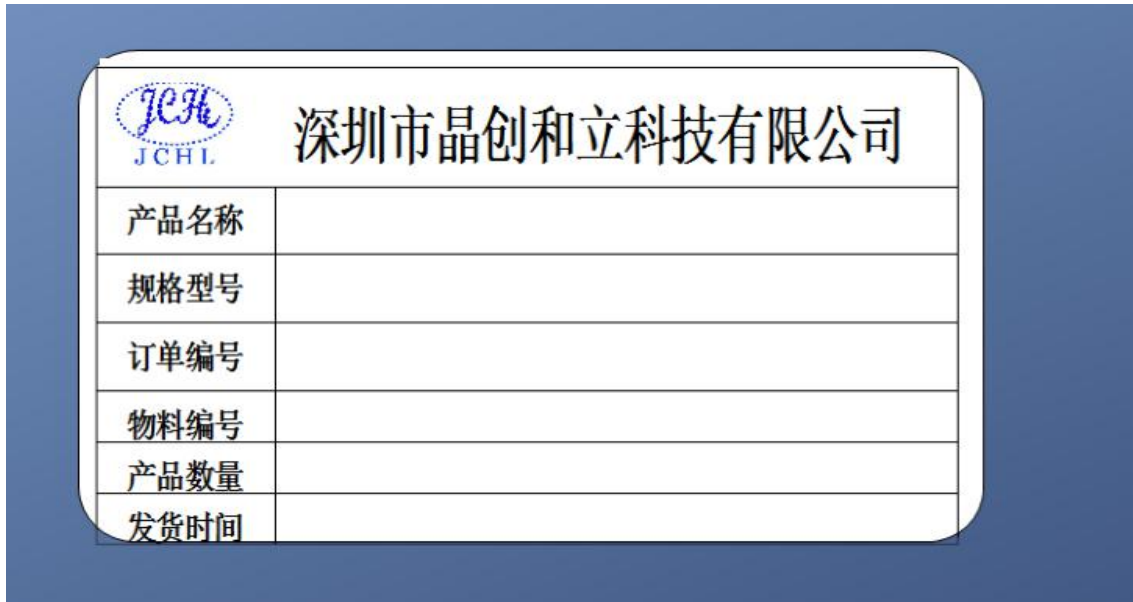 JCHL
JCHL
深圳市晶创和立科技有限公司
产品名称
规格型号
订单编号
物料编号
产品数量
发货时间